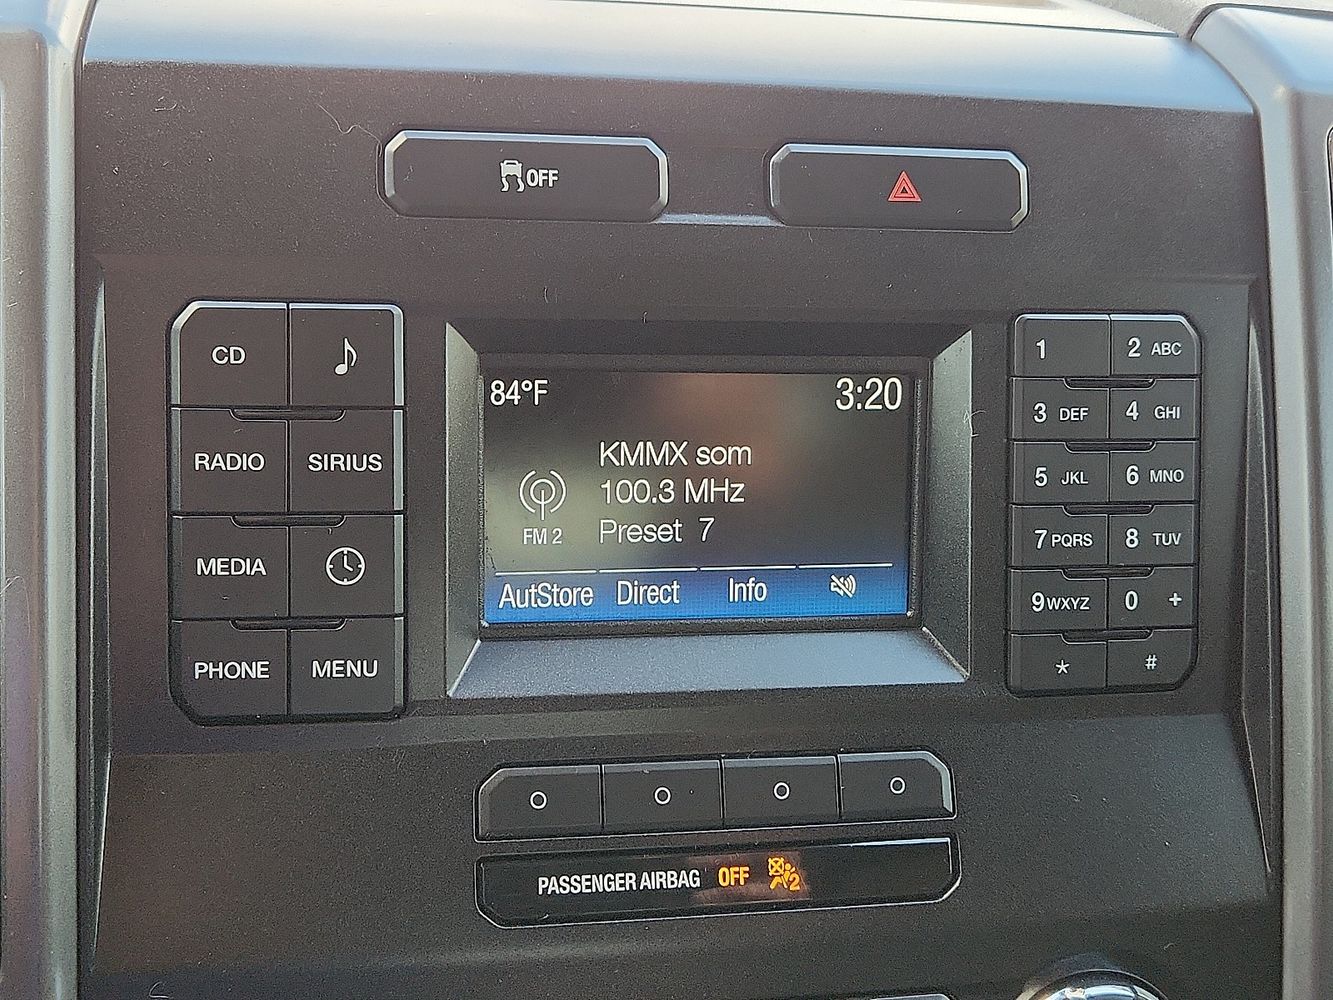 OFF
84°F
3:20
KMMX som
100.3 MHz
Preset 7
FM 2
AutStore Direct Info
CD
RADIO SIRIUS
MEDIA
PHONE MENU
1 2 ABC
3 DEF 4 GHI
5 JKL 6 MNO
7 PQRS 8 TUV
9 WXYZ 0 +
* #
PASSENGER AIRBAG OFF 2